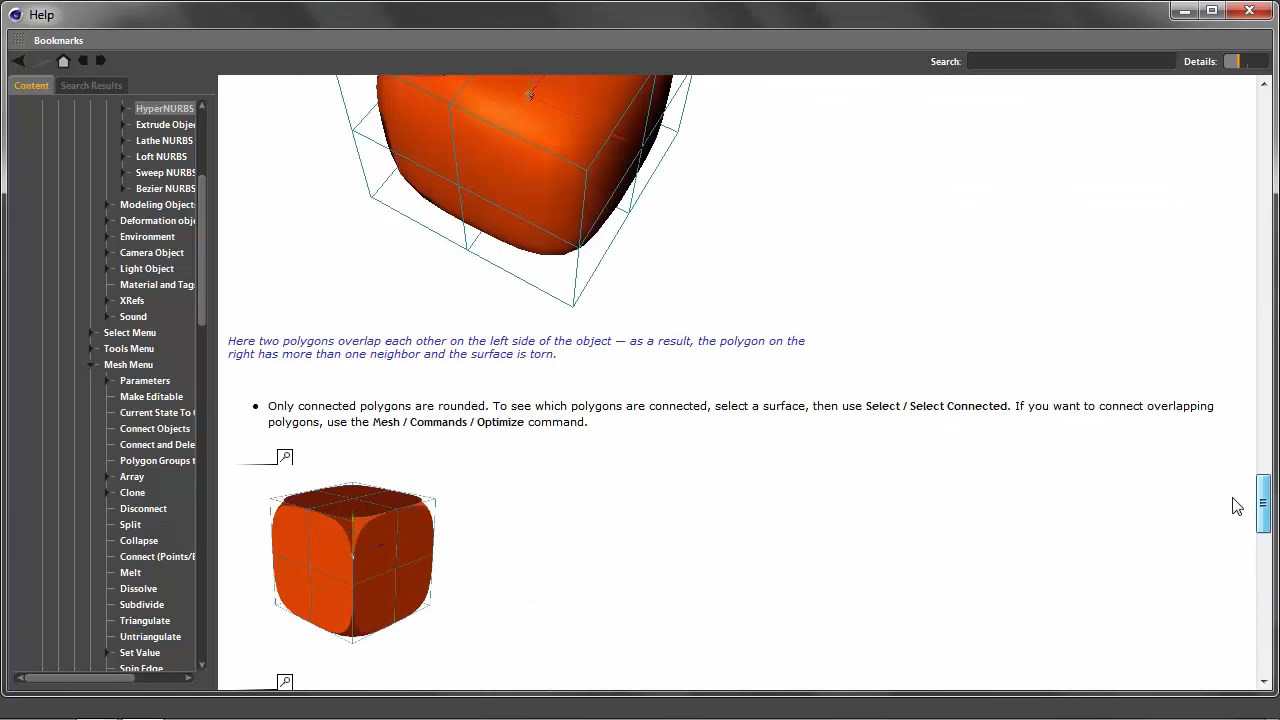 Help
Bookmarks
Search:
Details:
Content
Search Results
HyperNURBS
Extrude Objec
Lathe NURBS
Loft NURBS
Sweep NURBS
Bezier NURBS
Modeling Object
Deformation obje
Environment
Camera Object
Light Object
Material and Tag
XRefs
Sound
Select Menu
Tools Menu
Mesh Menu
Parameters
Make Editable
Current State To
Connect Objects
Connect and Dele
Polygon Groups t
Array
Clone
Disconnect
Split
Collapse
Connect (Points/E
Melt
Dissolve
Subdivide
Triangulate
Untriangulate
Set Value
Spin Edge
Here two polygons overlap each other on the left side of the object — as a result, the polygon on the
right has more than one neighbor and the surface is torn.
• Only connected polygons are rounded. To see which polygons are connected, select a surface, then use Select / Select Connected. If you want to connect overlapping
polygons, use the Mesh / Commands / Optimize command.